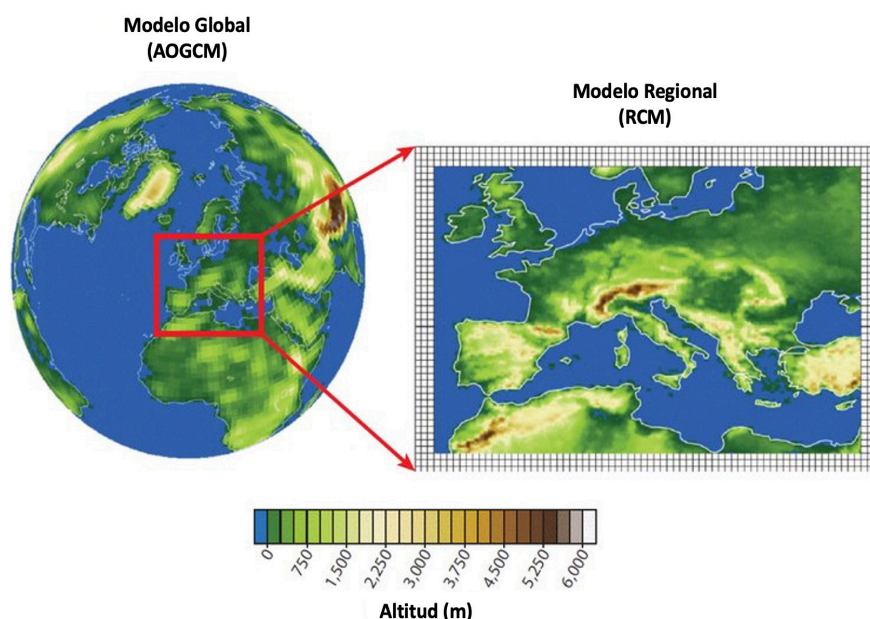 Modelo Global
(AOGCM)
Modelo Regional
(RCM)
0
750
1,500
2,250
3,000
3,750
4,500
5,250
6,000
Altitud (m)